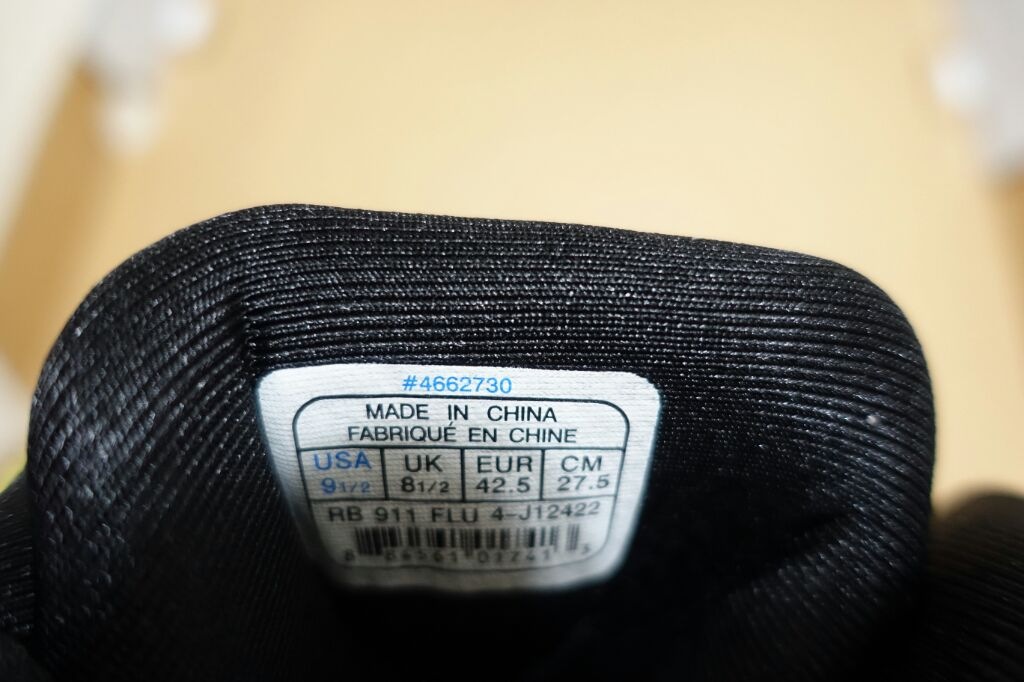 #4662730
MADE IN CHINA
FABRIQUÉ EN CHINE
USA UK EUR CM
9 1/2 8 1/2 42.5 27.5
RB 911 FLU 4-J12422